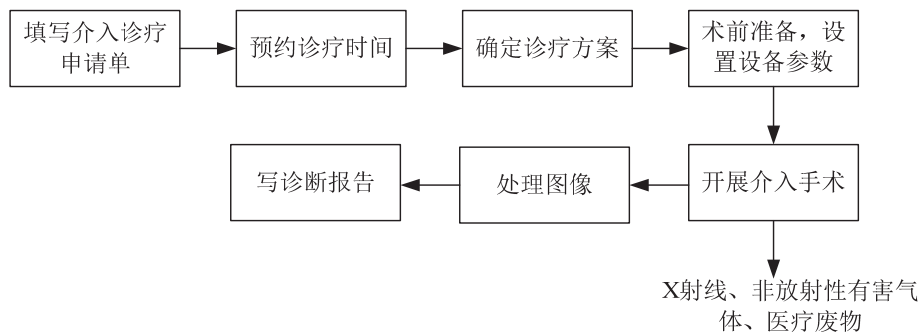 填写介入诊疗
申请单
预约诊疗时间
确定诊疗方案
术前准备，设
置设备参数
写诊断报告
处理图像
开展介入手术
X射线、非放射性有害气
体、医疗废物